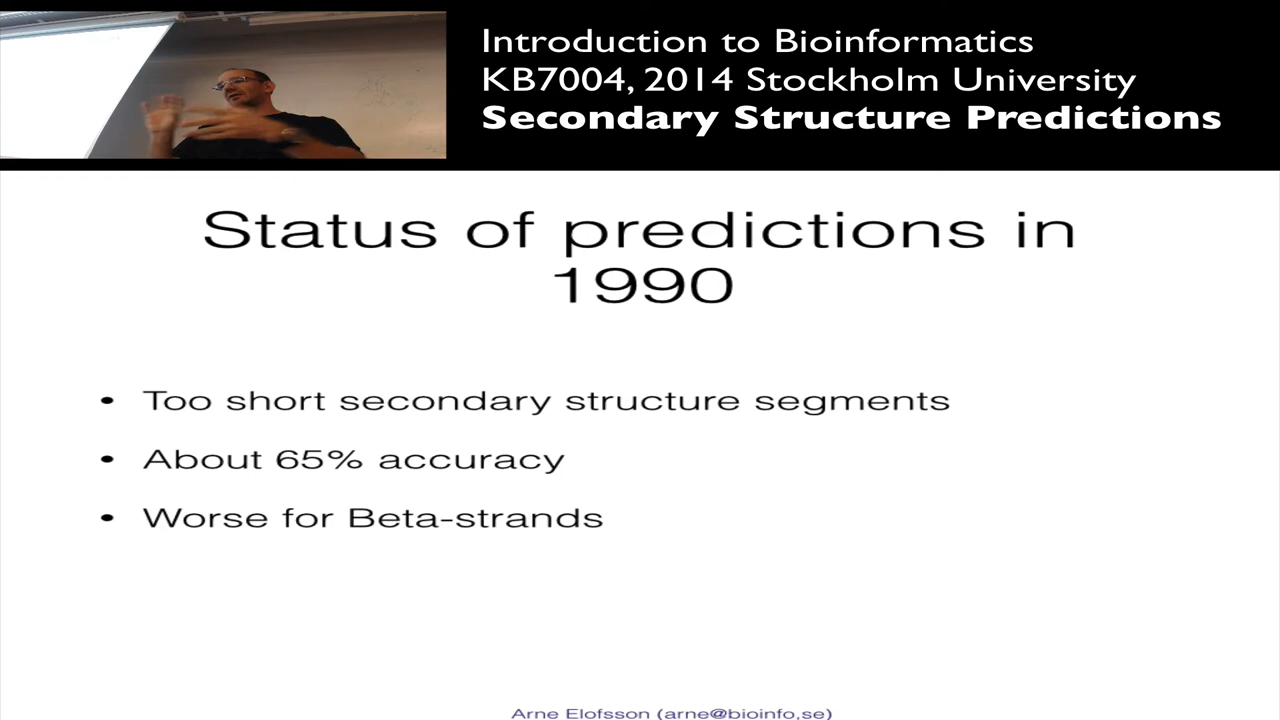 Introduction to Bioinformatics
KB7004, 2014 Stockholm University
Secondary Structure Predictions
Status of predictions in
1990
• Too short secondary structure segments
• About 65% accuracy
• Worse for Beta-strands
Arne Elofsson (arne@bioinfo,se)